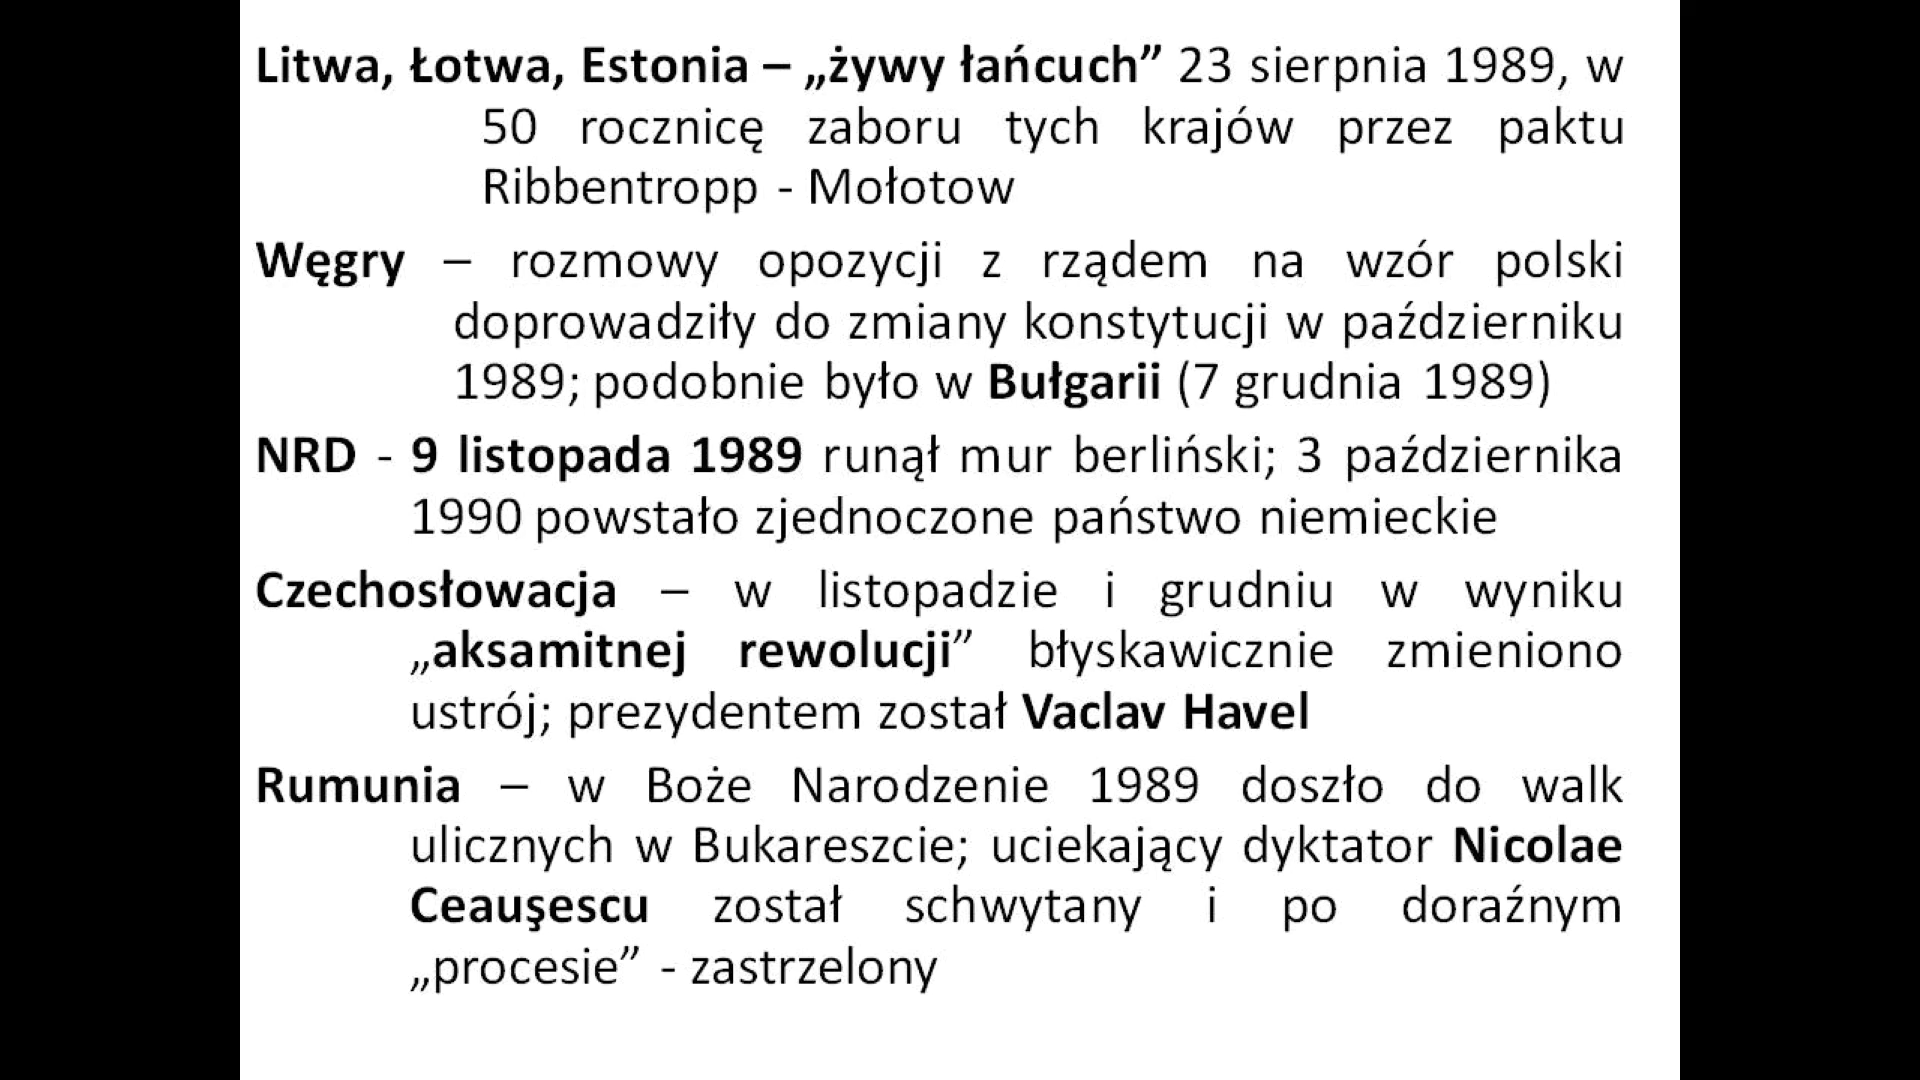 Litwa, Łotwa, Estonia – „żywy łańcuch” 23 sierpnia 1989, w
50 rocznicę zaboru tych krajów przez paktu
Ribbentropp - Mołotow
Węgry – rozmowy opozycji z rządem na wzór polski
doprowadziły do zmiany konstytucji w październiku
1989; podobnie było w Bułgarii (7 grudnia 1989)
NRD - 9 listopada 1989 runął mur berliński; 3 października
1990 powstało zjednoczone państwo niemieckie
Czechosłowacja – w listopadzie i grudniu w wyniku
„aksamitnej rewolucji” błyskawicznie zmieniono
ustrój; prezydentem został Vaclav Havel
Rumunia – w Boże Narodzenie 1989 doszło do walk
ulicznych w Bukareszcie; uciekający dyktator Nicolae
Ceauşescu został schwytany i po doraźnym
„procesie” - zastrzelony